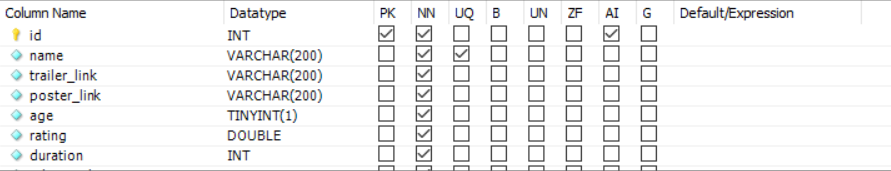 Column Name Datatype PK NN UQ B UN ZF AI G Default/Expression
id INT
name VARCHAR(200)
trailer_link VARCHAR(200)
poster_link VARCHAR(200)
age TINYINT(1)
rating DOUBLE
duration INT